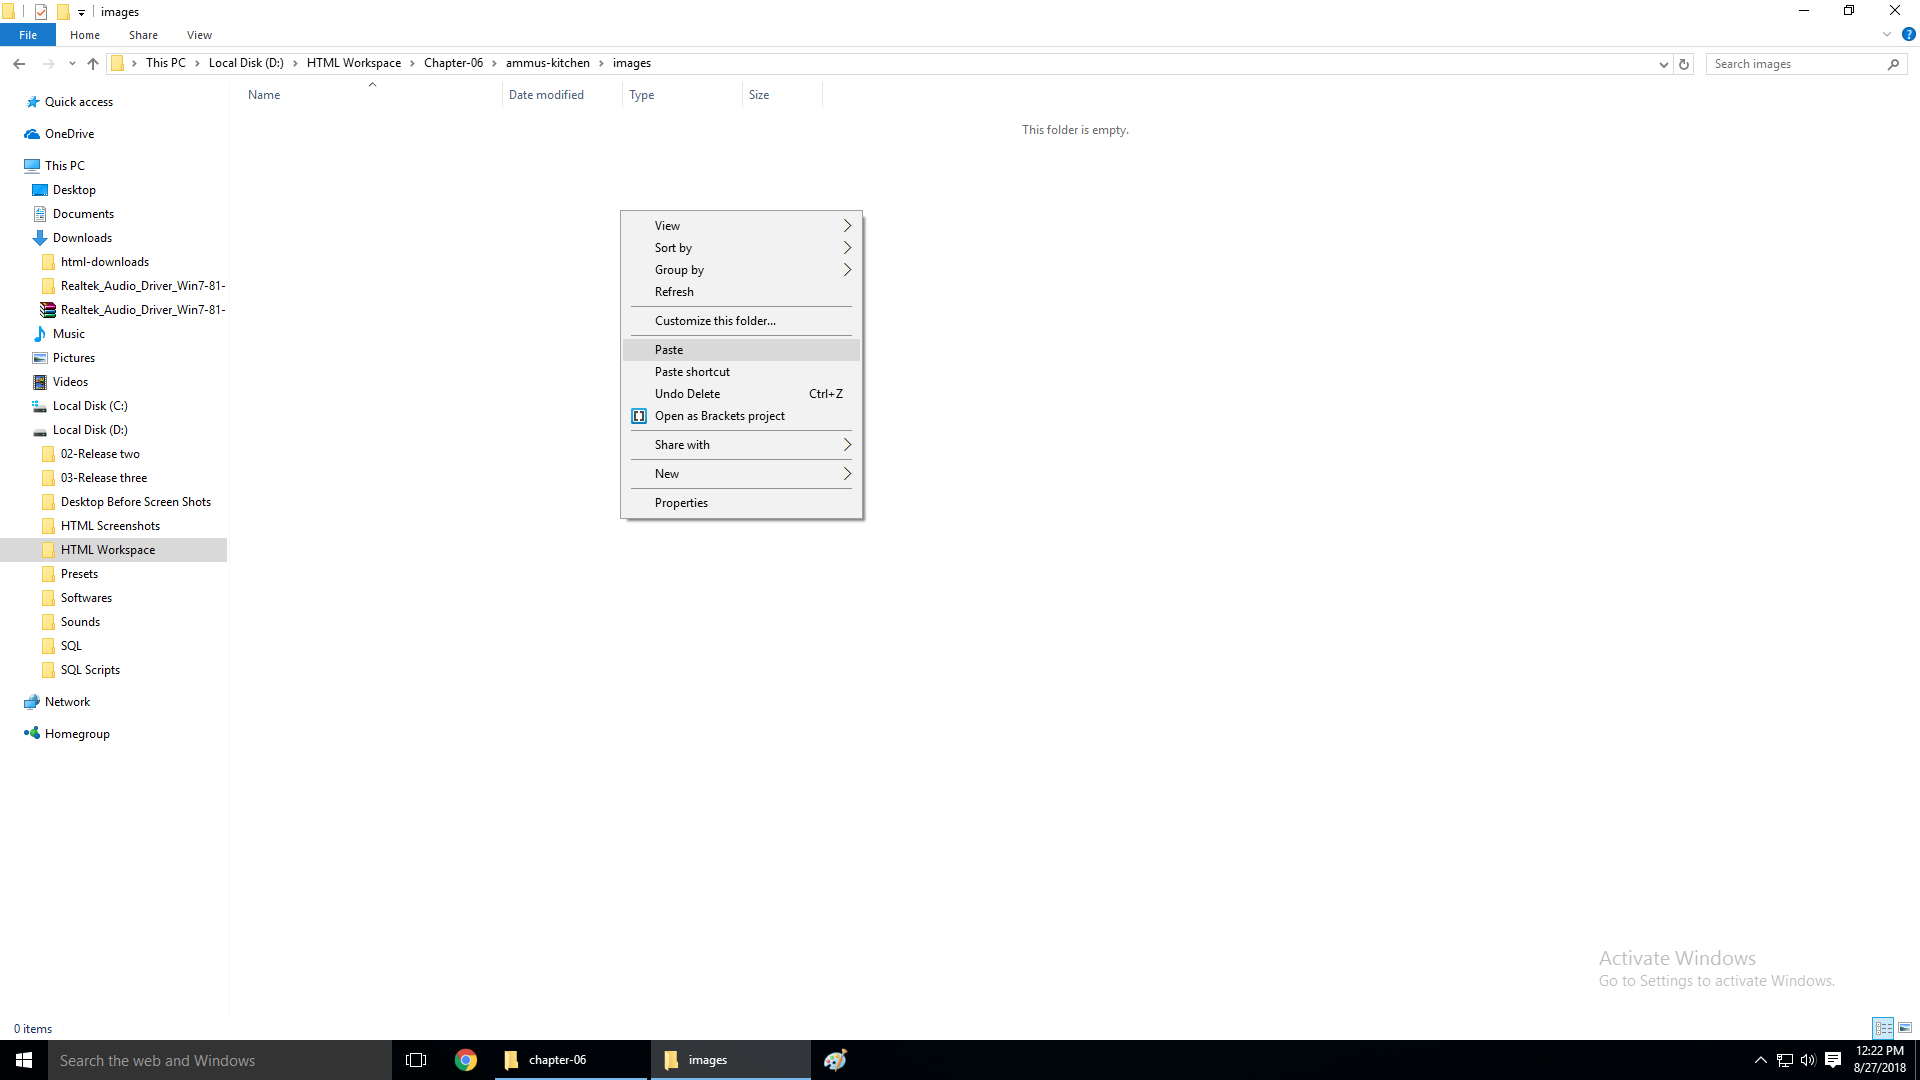 images
File
Home
Share
View
This PC
Local Disk (D:)
HTML Workspace
Chapter-06
ammus-kitchen
images
Search images
Name
Date modified
Type
Size
This folder is empty.
Quick access
OneDrive
This PC
Desktop
Documents
Downloads
html-downloads
Realtek_Audio_Driver_Win7-81-
Realtek_Audio_Driver_Win7-81-
Music
Pictures
Videos
Local Disk (C:)
Local Disk (D:)
02-Release two
03-Release three
Desktop Before Screen Shots
HTML Screenshots
HTML Workspace
Presets
Softwares
Sounds
SQL
SQL Scripts
Network
Homegroup
View
Sort by
Group by
Refresh
Customize this folder...
Paste
Paste shortcut
Undo Delete Ctrl+Z
Open as Brackets project
Share with
New
Properties
Activate Windows
Go to Settings to activate Windows.
0 items
Search the web and Windows
chapter-06
images
12:22 PM
8/27/2018